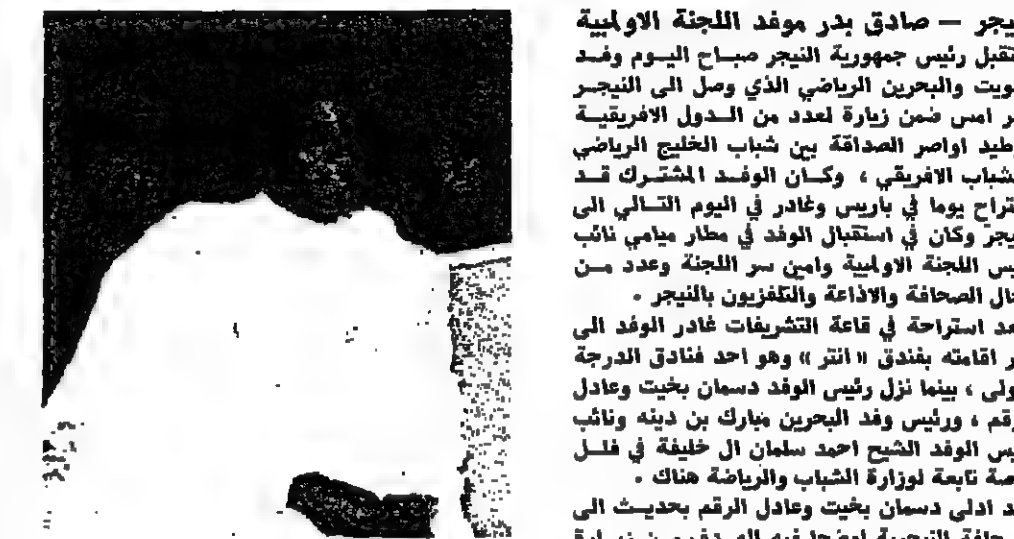 يجر — صادق بدر موفد اللجنة الاولمبية
تقبل رئيس جمهورية النيجر صباح اليوم وفد
ويت والبحرين الرياضي الذي وصل الى النيجر
ر امس ضمن زيارة لعدد من الدول الافريقية
طيد اواصر الصداقة بين شباب الخليج الرياضي
شباب الافريقي ، وكان الوفد المشترك قد
تراح يوما في باريس وغادر في اليوم التالي الى
يجر وكان في استقبال الوفد في مطار ميامي نائب
يس اللجنة الاولمبية وامين سر اللجنة وعدد من
ال الصحافة والاذاعة والتلفزيون بالنيجر .
عد استراحة في قاعة التشريفات غادر الوفد الى
ر اقامته بفندق « انتر » وهو احد فنادق الدرجة
ولى ، بينما نزل رئيس الوفد دسمان بخيت وعادل
رقم ، ورئيس وفد البحرين مبارك بن دينه ونائب
يس الوفد الشيح احمد سلمان ال خليفة في فلل
صة تابعة لوزارة الشباب والرياضة هناك .
د ادلى دسمان بخيت وعادل الرقم بحديث الى